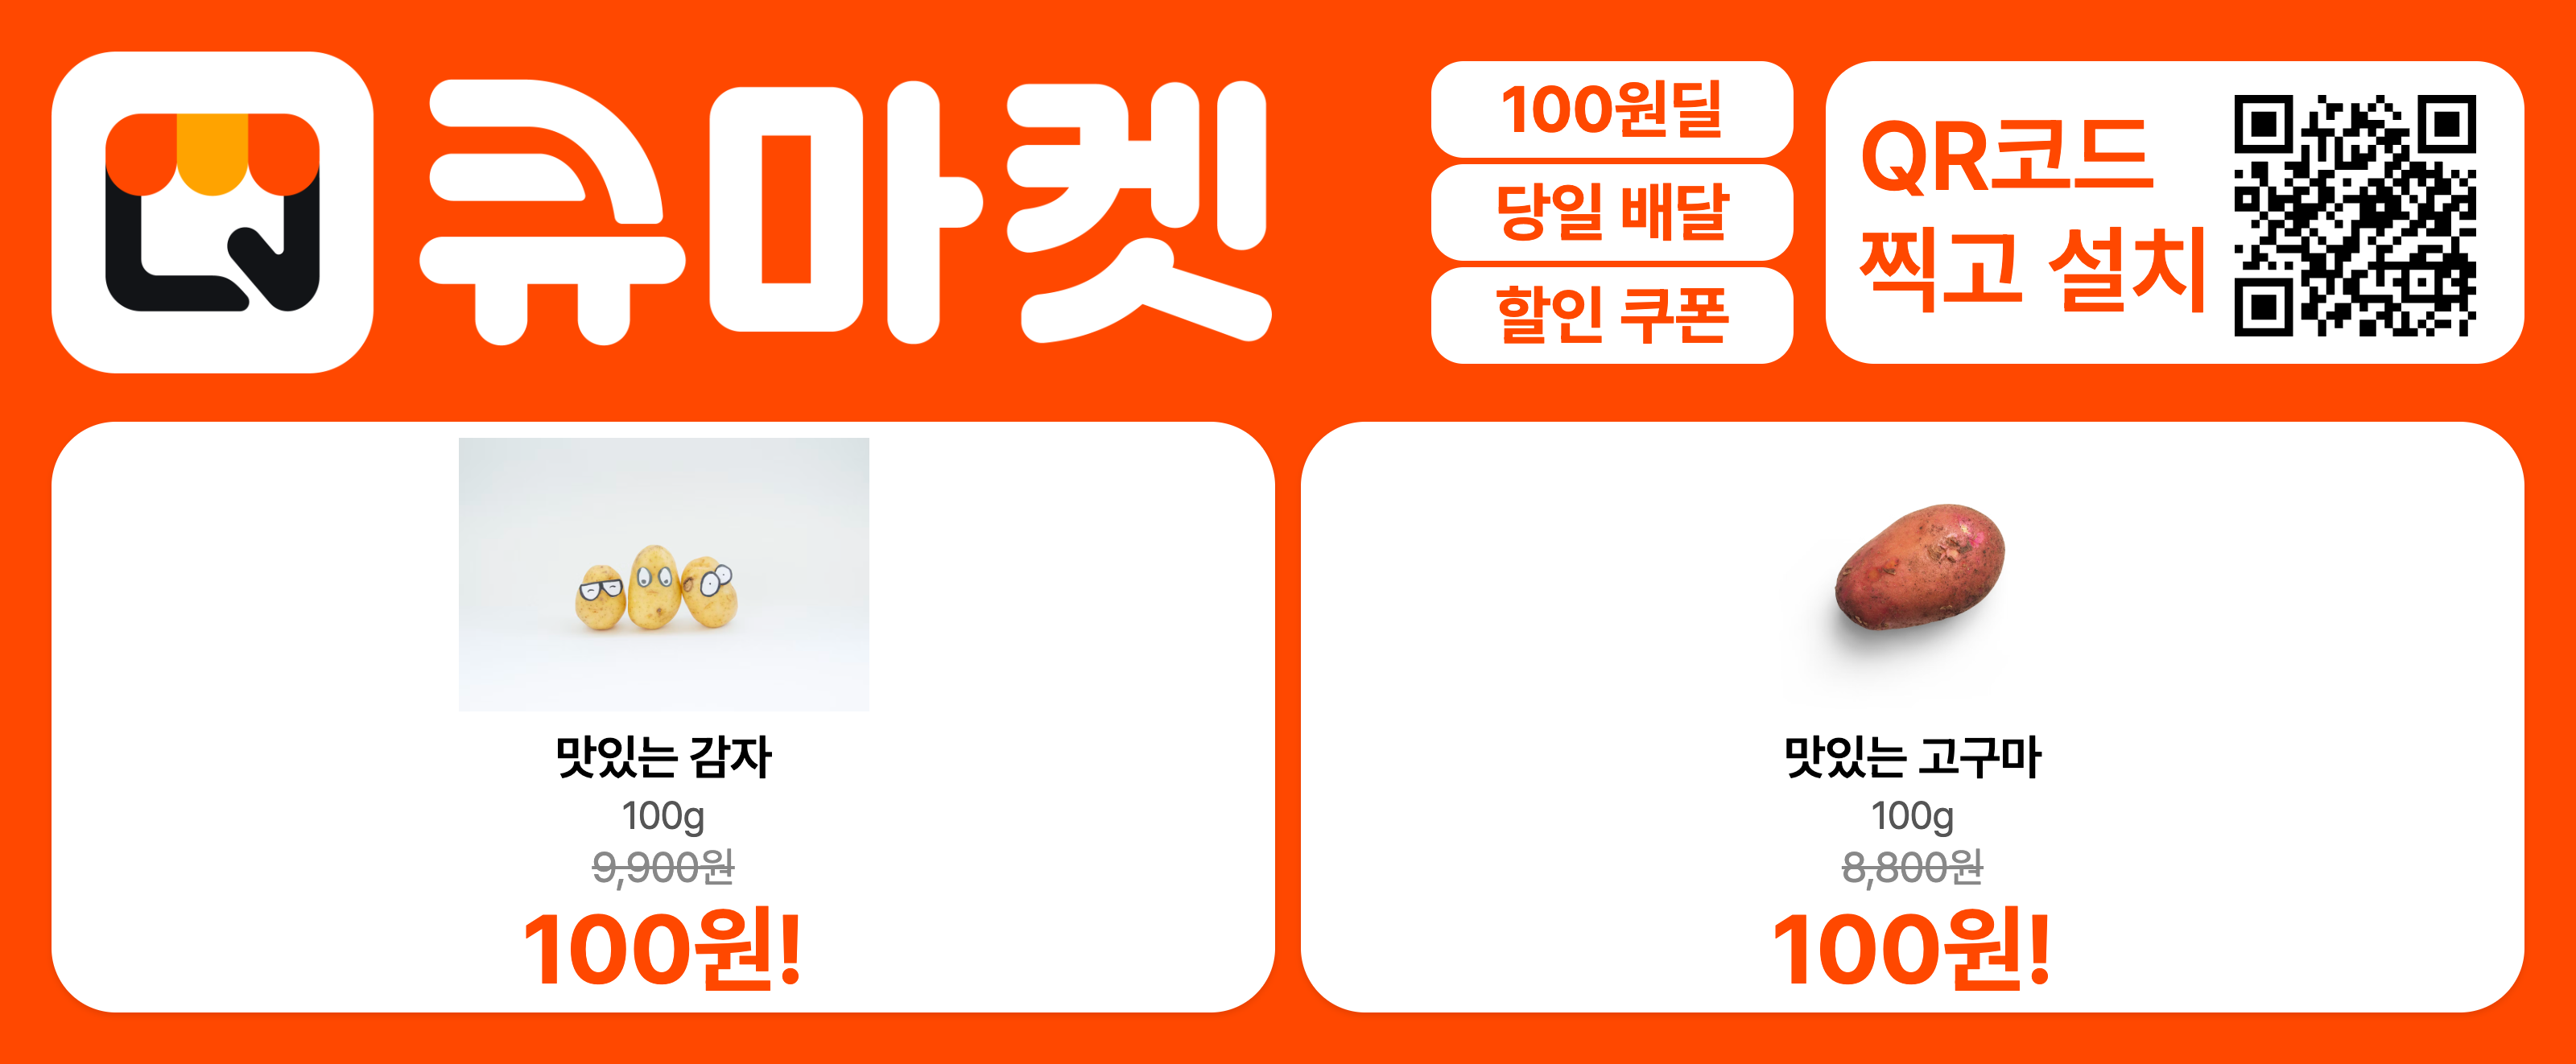 큐마켓
100원딜
당일 배달
할인 쿠폰
QR코드
찍고 설치
맛있는 감자
100g
9,900원
100원!
맛있는 고구마
100g
8,800원
100원!